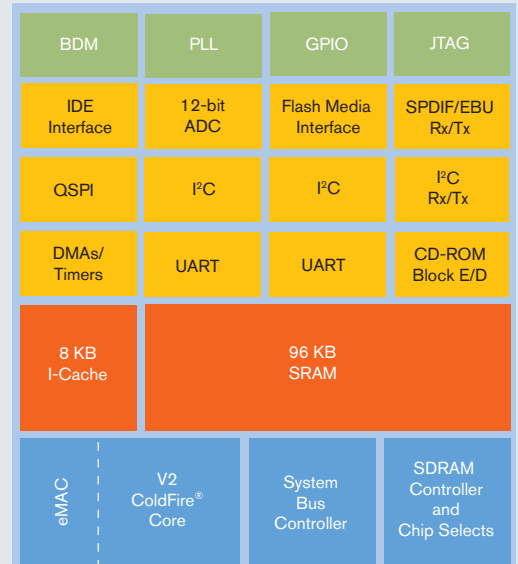 BDM
PLL
GPIO
JTAG
IDE
Interface
12-bit
ADC
Flash Media
Interface
SPDIF/EBU
Rx/Tx
QSPI
I²C
I²C
I²C
Rx/Tx
DMAs/
Timers
UART
UART
CD-ROM
Block E/D
8 KB
I-Cache
96 KB
SRAM
eMAC
V2
ColdFire®
Core
System
Bus
Controller
SDRAM
Controller
and
Chip Selects